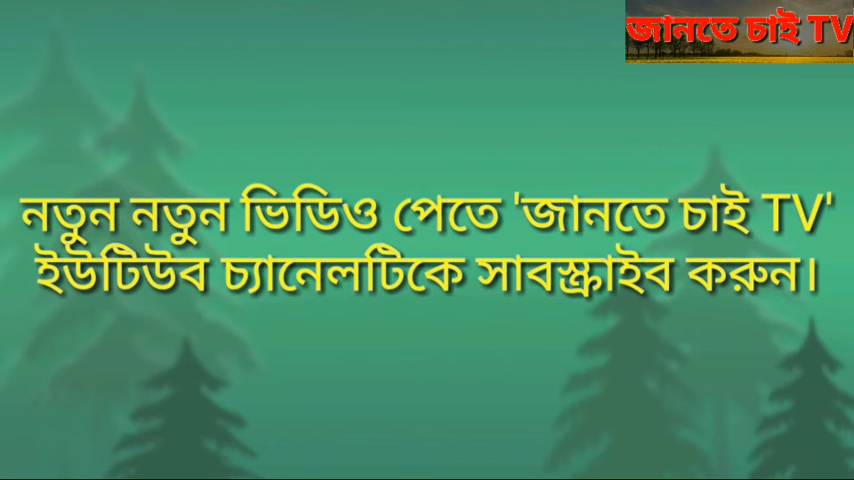 জানতে চাই TV
নতুন নতুন ভিডিও পেতে 'জানতে চাই TV'
ইউটিউব চ্যানেলটিকে সাবস্ক্রাইব করুন।